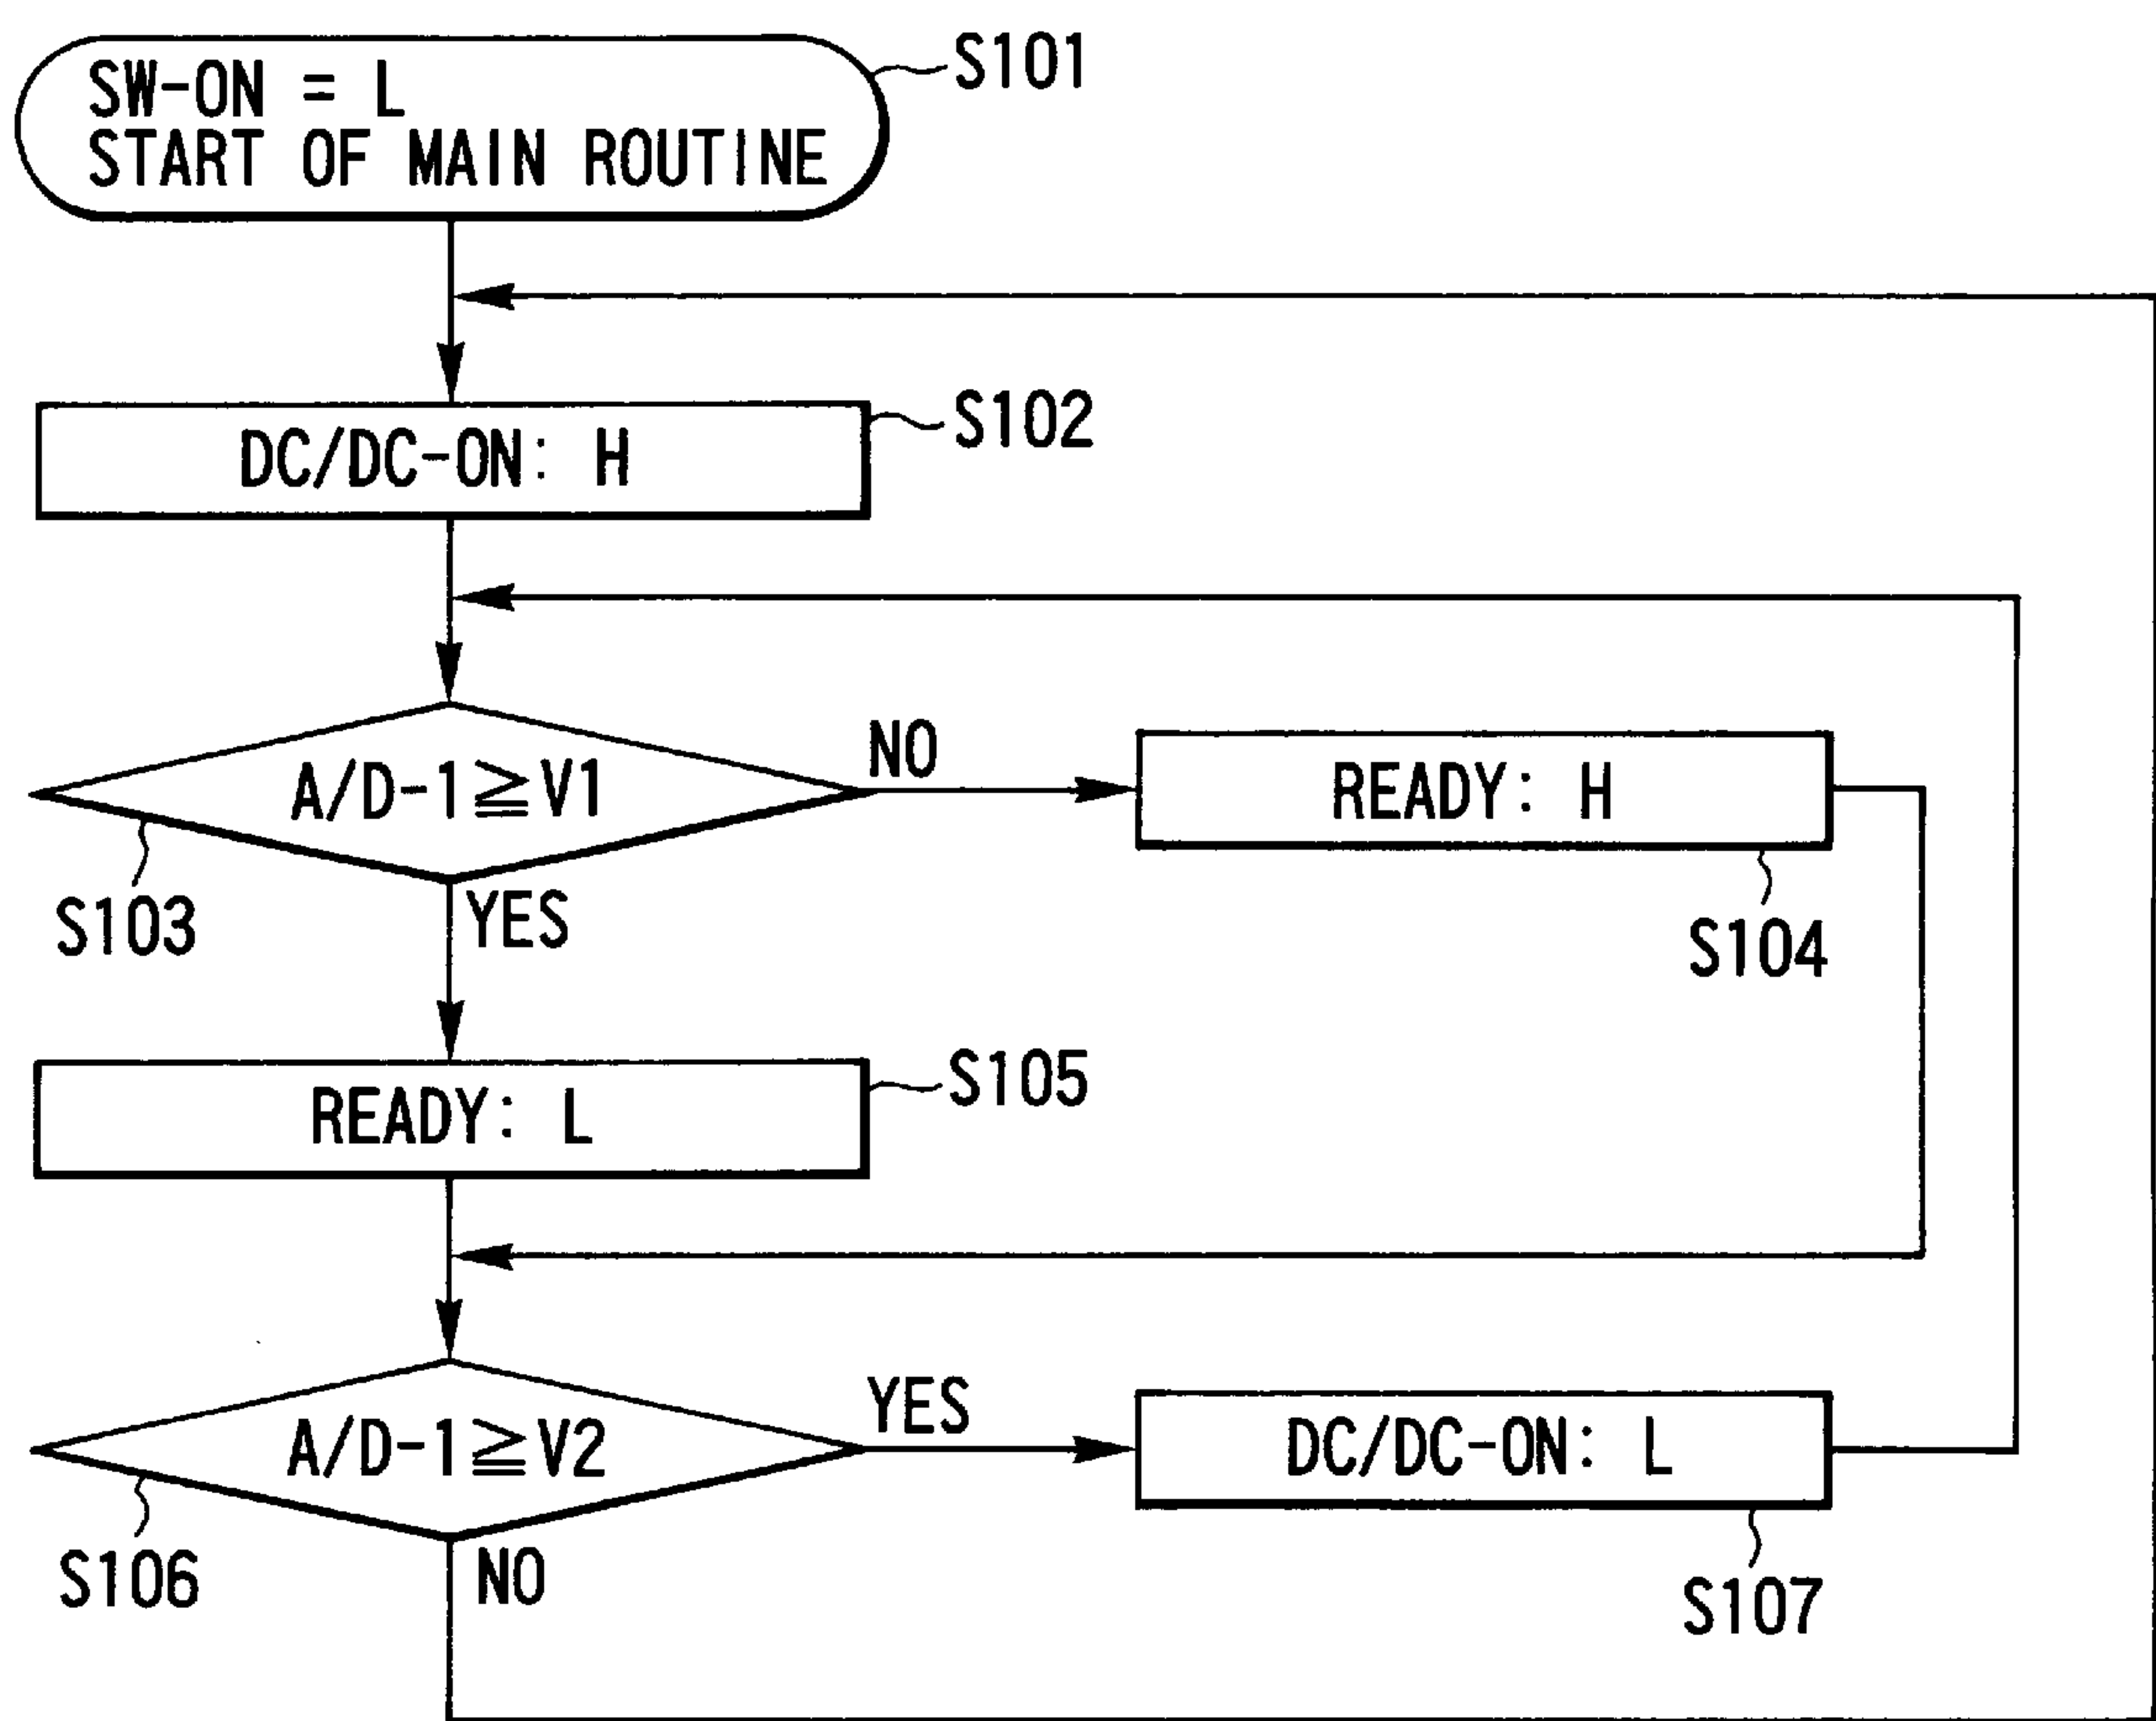 SW-ON = L
START OF MAIN ROUTINE
S101
DC/DC-ON: H
S102
A/D-1≧V1
NO
READY: H
S103
YES
S104
READY: L
S105
A/D-1≧V2
YES
DC/DC-ON: L
S106
NO
S107